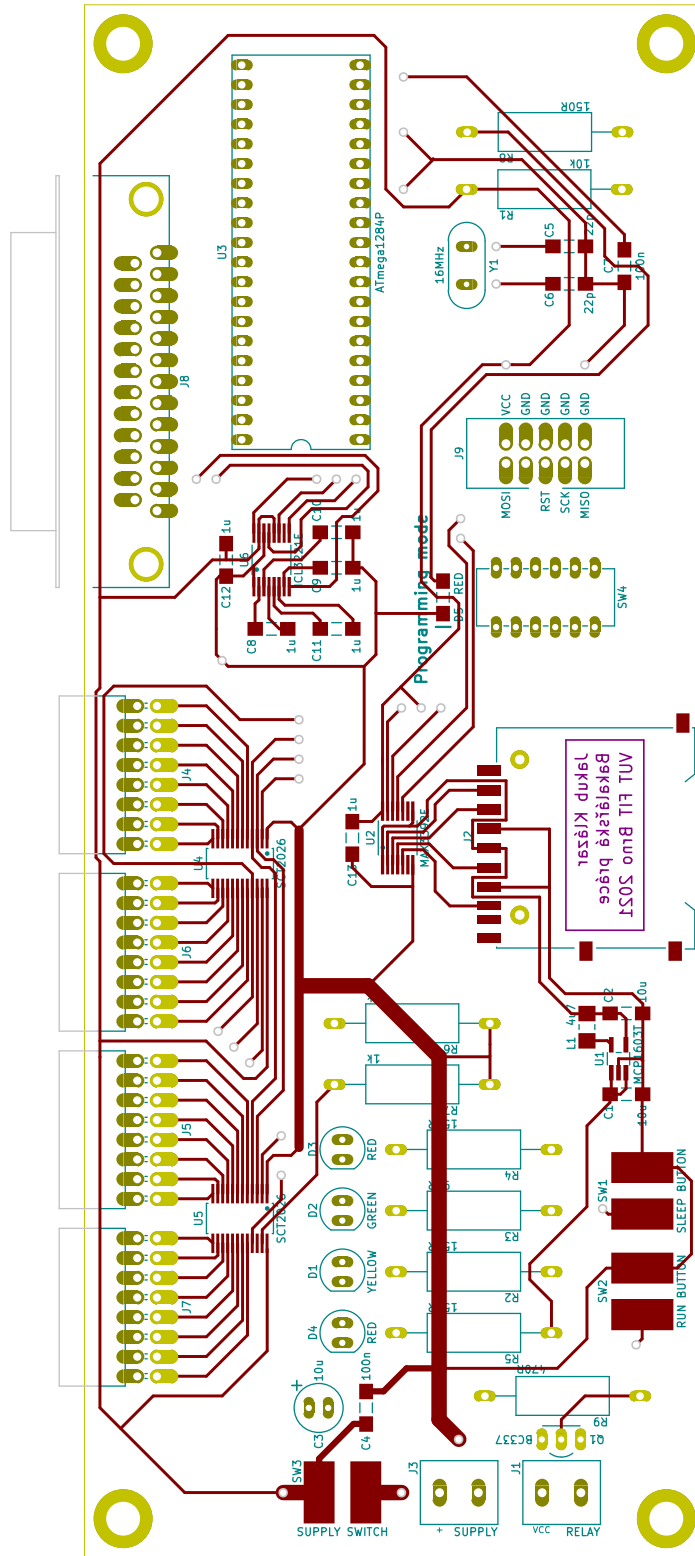 150R
R8
10k
R1
U3
ATmega1284P
J8
16MHz
Y1
C5
22p
C6
22p
C7
100n
J9
VCC
GND
GND
GND
GND
MOSI
RST
SCK
MISO
C10
1u
1u
U6
C12
C9
1u
C8
1u
C11
1u
Programming mode
RED
D5
SW4
J4
U4
SCT2026
J6
1u
U2
C13
J2
VUT FIT Brno 2021
Bakalářská práce
Jakub Klázar
R6
1k
R7
4u7
L1
C2
10u
U1
MCP1603T
C1
10u
J5
U5
SCT2026
J7
D3
RED
D2
GREEN
D1
YELLOW
D4
RED
R4
R3
R2
R5
SW1
SLEEP BUTTON
SW2
RUN BUTTON
470R
R9
+
10u
C3
100n
C4
BC337
Q1
SW3
SUPPLY SWITCH
J3
+ SUPPLY
J1
VCC RELAY